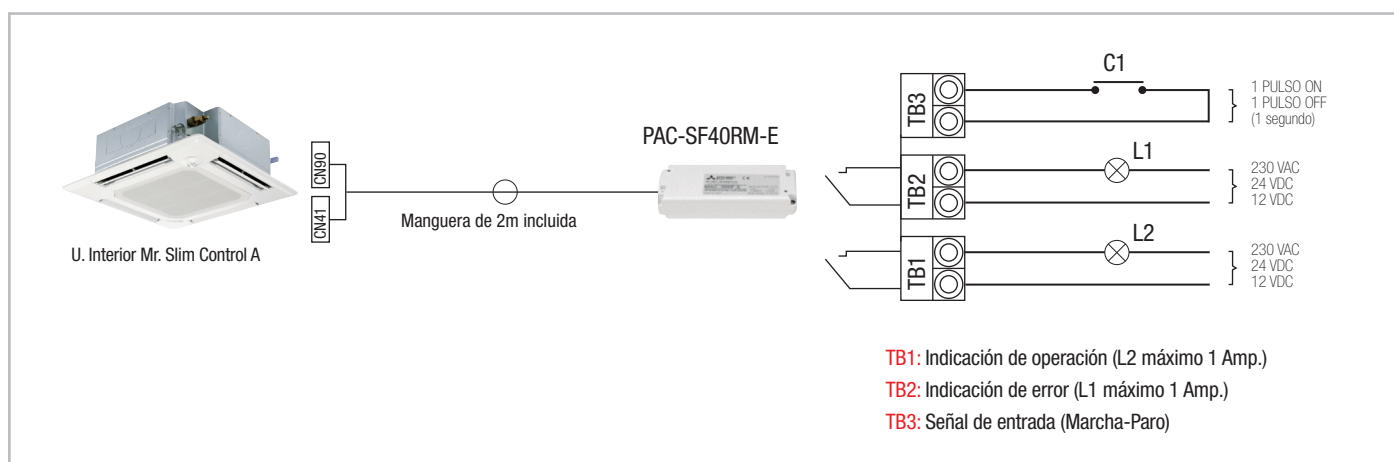 U. Interior Mr. Slim Control A
CN90
CN41
Manguera de 2m incluida
PAC-SF40RM-E
TB3
C1
1 PULSO ON
1 PULSO OFF
(1 segundo)
TB2
L1
230 VAC
24 VDC
12 VDC
TB1
L2
230 VAC
24 VDC
12 VDC
TB1: Indicación de operación (L2 máximo 1 Amp.)
TB2: Indicación de error (L1 máximo 1 Amp.)
TB3: Señal de entrada (Marcha-Paro)